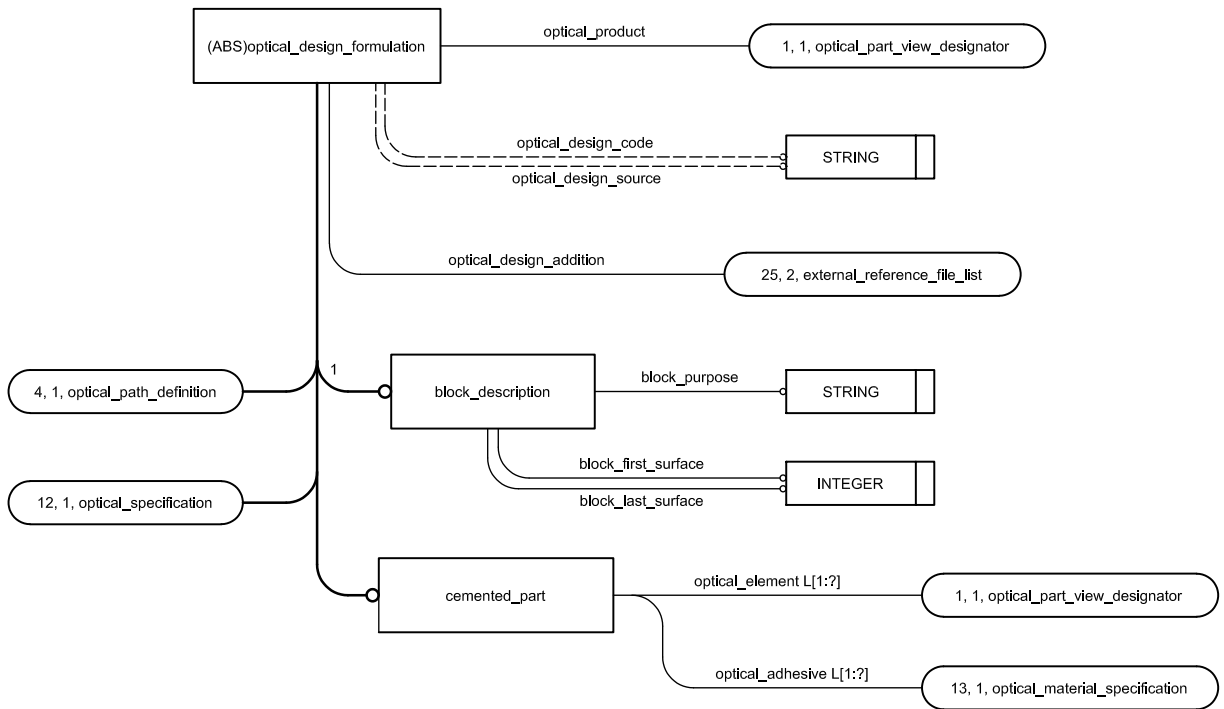 (ABS)optical_design_formulation
optical_product
1, 1, optical_part_view_designator
optical_design_code
optical_design_source
STRING
optical_design_addition
25, 2, external_reference_file_list
4, 1, optical_path_definition
1
block_description
block_purpose
STRING
block_first_surface
block_last_surface
INTEGER
12, 1, optical_specification
cemented_part
optical_element L[1:?]
1, 1, optical_part_view_designator
optical_adhesive L[1:?]
13, 1, optical_material_specification